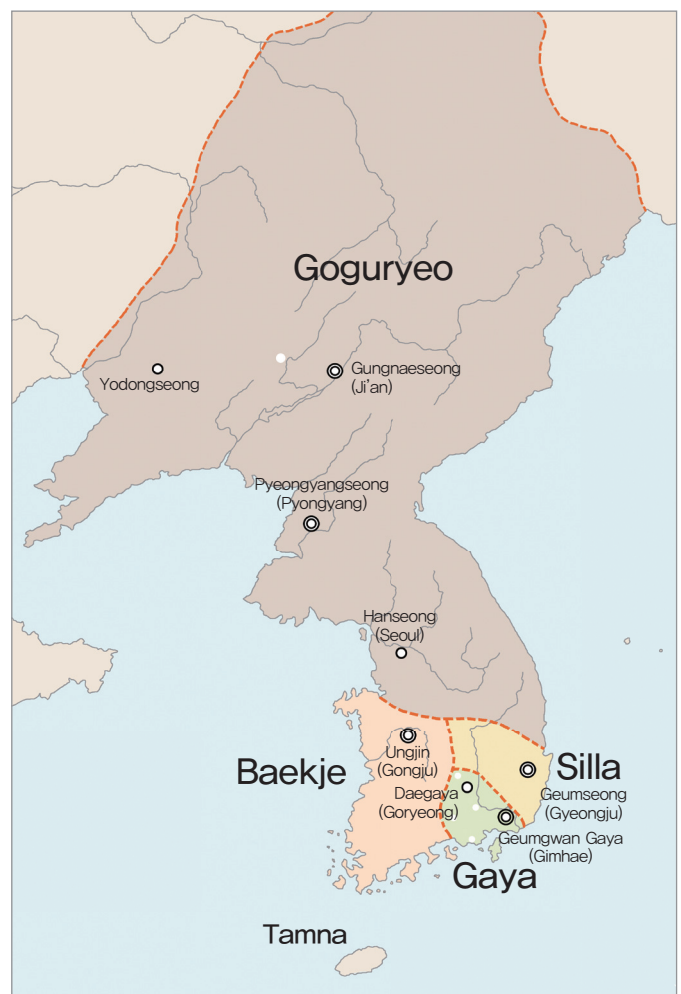 Goguryeo
Yodongseong
Gungnaeseong
(Ji'an)
Pyeongyangseong
(Pyongyang)
Hanseong
(Seoul)
Ungjin
(Gongju)
Baekje
Silla
Daegaya
(Goryeong)
Geumseong
(Gyeongju)
Geumgwan Gaya
(Gimhae)
Gaya
Tamna